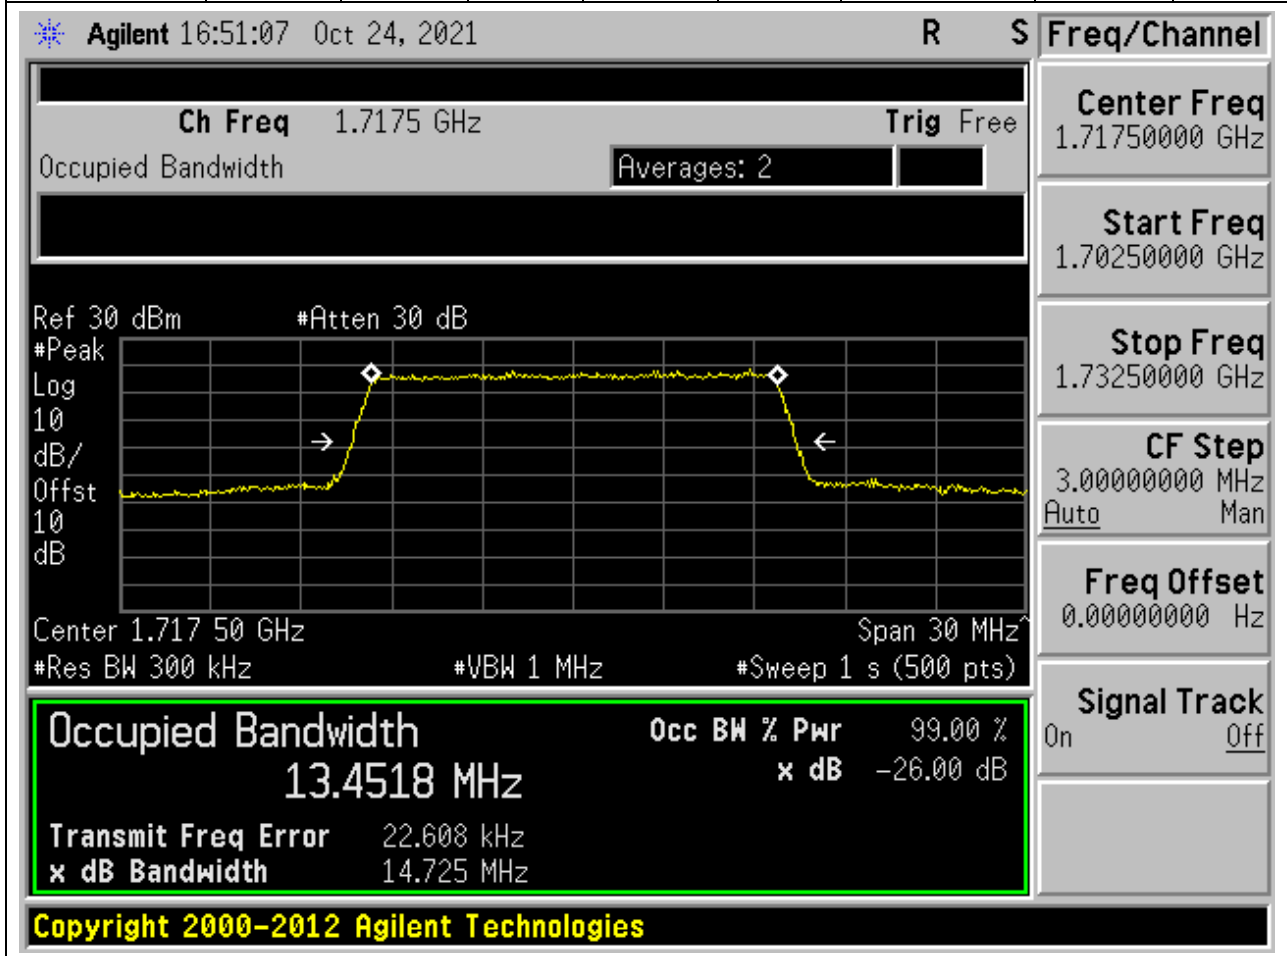 Agilent 16:51:07 Oct 24, 2021 R S Freq/Channel
Ch Freq 1.7175 GHz Trig Free
Occupied Bandwidth Averages: 2
Ref 30 dBm #Atten 30 dB
#Peak
Log
10
dB/
Offst
10
dB
Center 1.717 50 GHz Span 30 MHz^
#Res BW 300 kHz #VBW 1 MHz #Sweep 1 s (500 pts)
Occupied Bandwidth Occ BW % Pwr 99.00 %
13.4518 MHz x dB -26.00 dB
Transmit Freq Error 22.608 kHz
x dB Bandwidth 14.725 MHz
Center Freq
1.71750000 GHz
Start Freq
1.70250000 GHz
Stop Freq
1.73250000 GHz
CF Step
3.00000000 MHz
Auto Man
Freq Offset
0.00000000 Hz
Signal Track
On Off
Copyright 2000-2012 Agilent Technologies